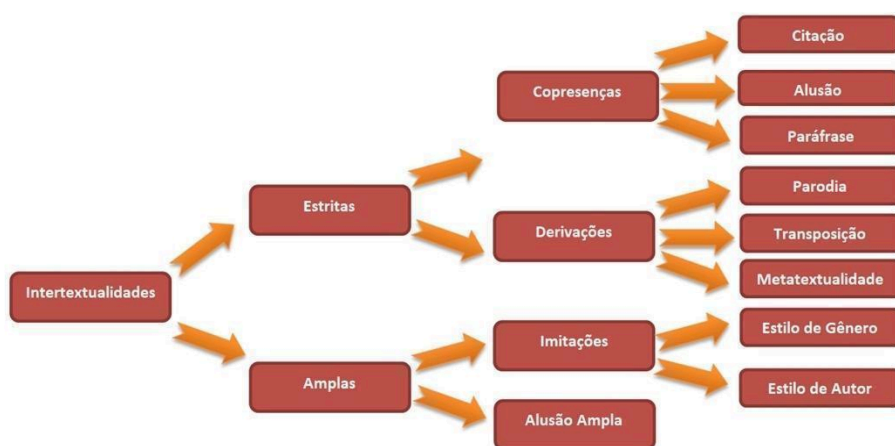 Citação
Copresenças
Alusão
Paráfrase
Estritas
Parodia
Derivações
Transposição
Metatextualidade
Intertextualidades
Imitações
Estilo de Gênero
Amplas
Estilo de Autor
Alusão Ampla